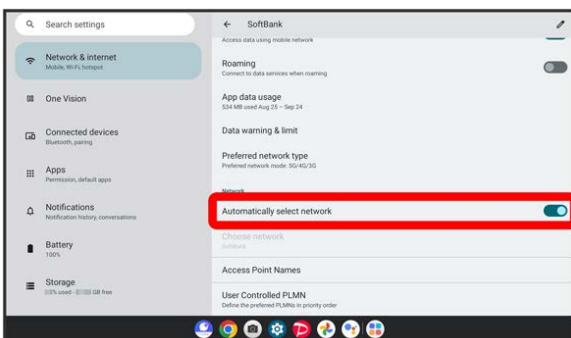 Search settings
Network & internet
Mobile, Wi-Fi, hotspot
One Vision
Connected devices
Bluetooth, pairing
Apps
Permission, default apps
Notifications
Notification history, conversations
Battery
100%
Storage
% used - GB free
SoftBank
Access data using mobile network
Roaming
Connect to data services when roaming
App data usage
534 MB used Aug 25 – Sep 24
Data warning & limit
Preferred network type
Preferred network mode: 5G/4G/3G
Network
Automatically select network
Choose network
SoftBank
Access Point Names
User Controlled PLMN
Define the preferred PLMNs in priority order